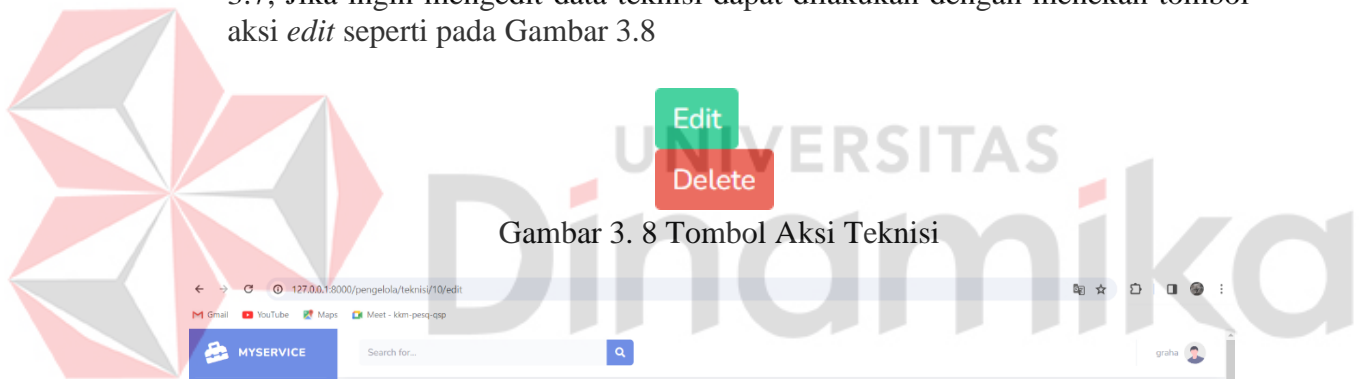 3.7, Jika ingin mengedit data teknisi dapat dilakukan dengan menekan tombol
aksi edit seperti pada Gambar 3.8
Edit
Delete
UNIVERSITAS
Dinamika
Gambar 3. 8 Tombol Aksi Teknisi
127.0.0.1:8000/pengelola/teknisi/10/edit
Gmail YouTube Maps Meet - kkm-pesq-qsp
MYSERVICE Search for... graha